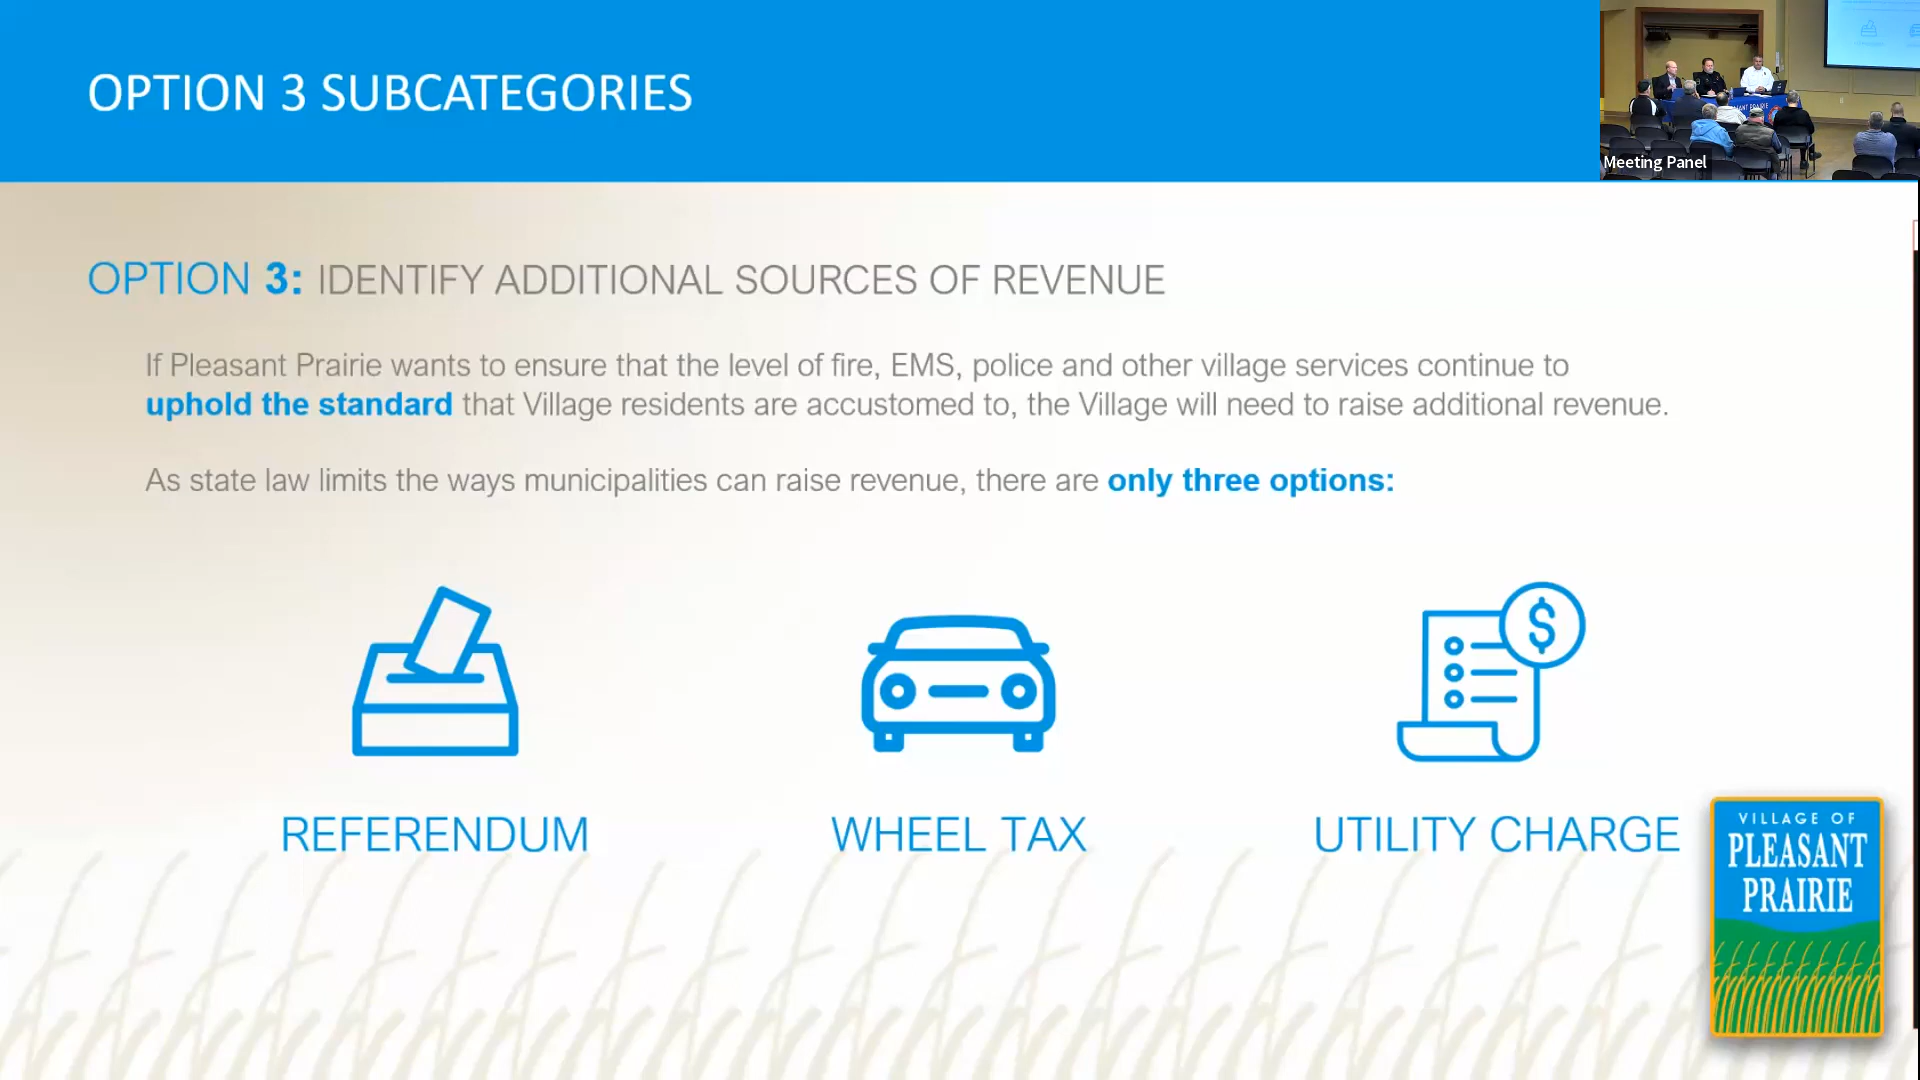 OPTION 3 SUBCATEGORIES
Meeting Panel
OPTION 3: IDENTIFY ADDITIONAL SOURCES OF REVENUE
If Pleasant Prairie wants to ensure that the level of fire, EMS, police and other village services continue to
uphold the standard that Village residents are accustomed to, the Village will need to raise additional revenue.
As state law limits the ways municipalities can raise revenue, there are only three options:
$
REFERENDUM
WHEEL TAX
UTILITY CHARGE
VILLAGE OF
PLEASANT
PRAIRIE